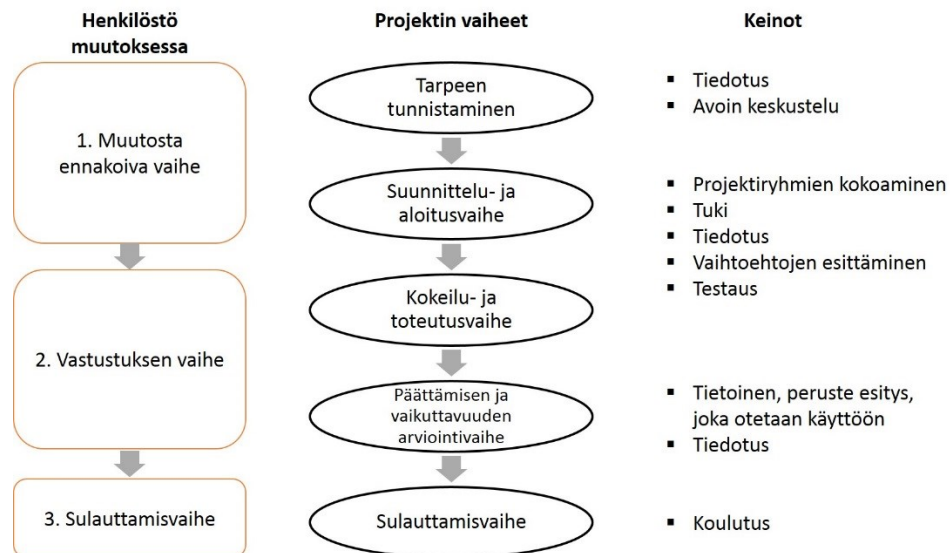 Henkilöstö
muutoksessa
1. Muutosta
ennakoiva vaihe
2. Vastustuksen vaihe
3. Sulauttamisvaihe
Projektin vaiheet
Tarpeen
tunnistaminen
Suunnittelu- ja
aloitusvaihe
Kokeilu- ja
toteutusvaihe
Päättämisen ja
vaikuttavuuden
arviointivaihe
Sulauttamisvaihe
Keinot
▪ Tiedotus
▪ Avoin keskustelu
▪ Projektiryhmien kokoaminen
▪ Tuki
▪ Tiedotus
▪ Vaihtoehtojen esittäminen
▪ Testaus
▪ Tietoinen, peruste esitys,
joka otetaan käyttöön
▪ Tiedotus
▪ Koulutus